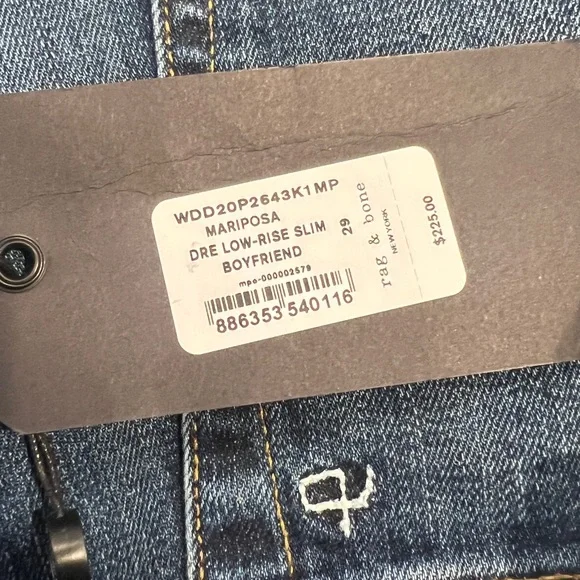 WDD20P2643K1MP
MARIPOSA
DRE LOW-RISE SLIM
BOYFRIEND
29
mpo-000002579
886353 540116
rag & bone
NEW YORK
$225.00